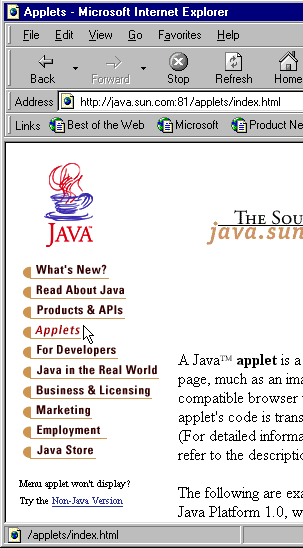 Applets - Microsoft Internet Explorer
File Edit View Go Favorites Help
Back Forward Stop Refresh Home
Address http://java.sun.com:81/applets/index.html
Links Best of the Web Microsoft Product Ne
JAVA™
THE SOU
java.sun
What's New?
Read About Java
Products & APIs
Applets
For Developers
Java in the Real World
Business & Licensing
Marketing
Employment
Java Store
Menu applet won't display?
Try the Non-Java Version
A Java™ applet is a
page, much as an ima
compatible browser
applet's code is trans
(For detailed informa
refer to the descriptio
The following are exa
Java Platform 1.0, w
/applets/index.html